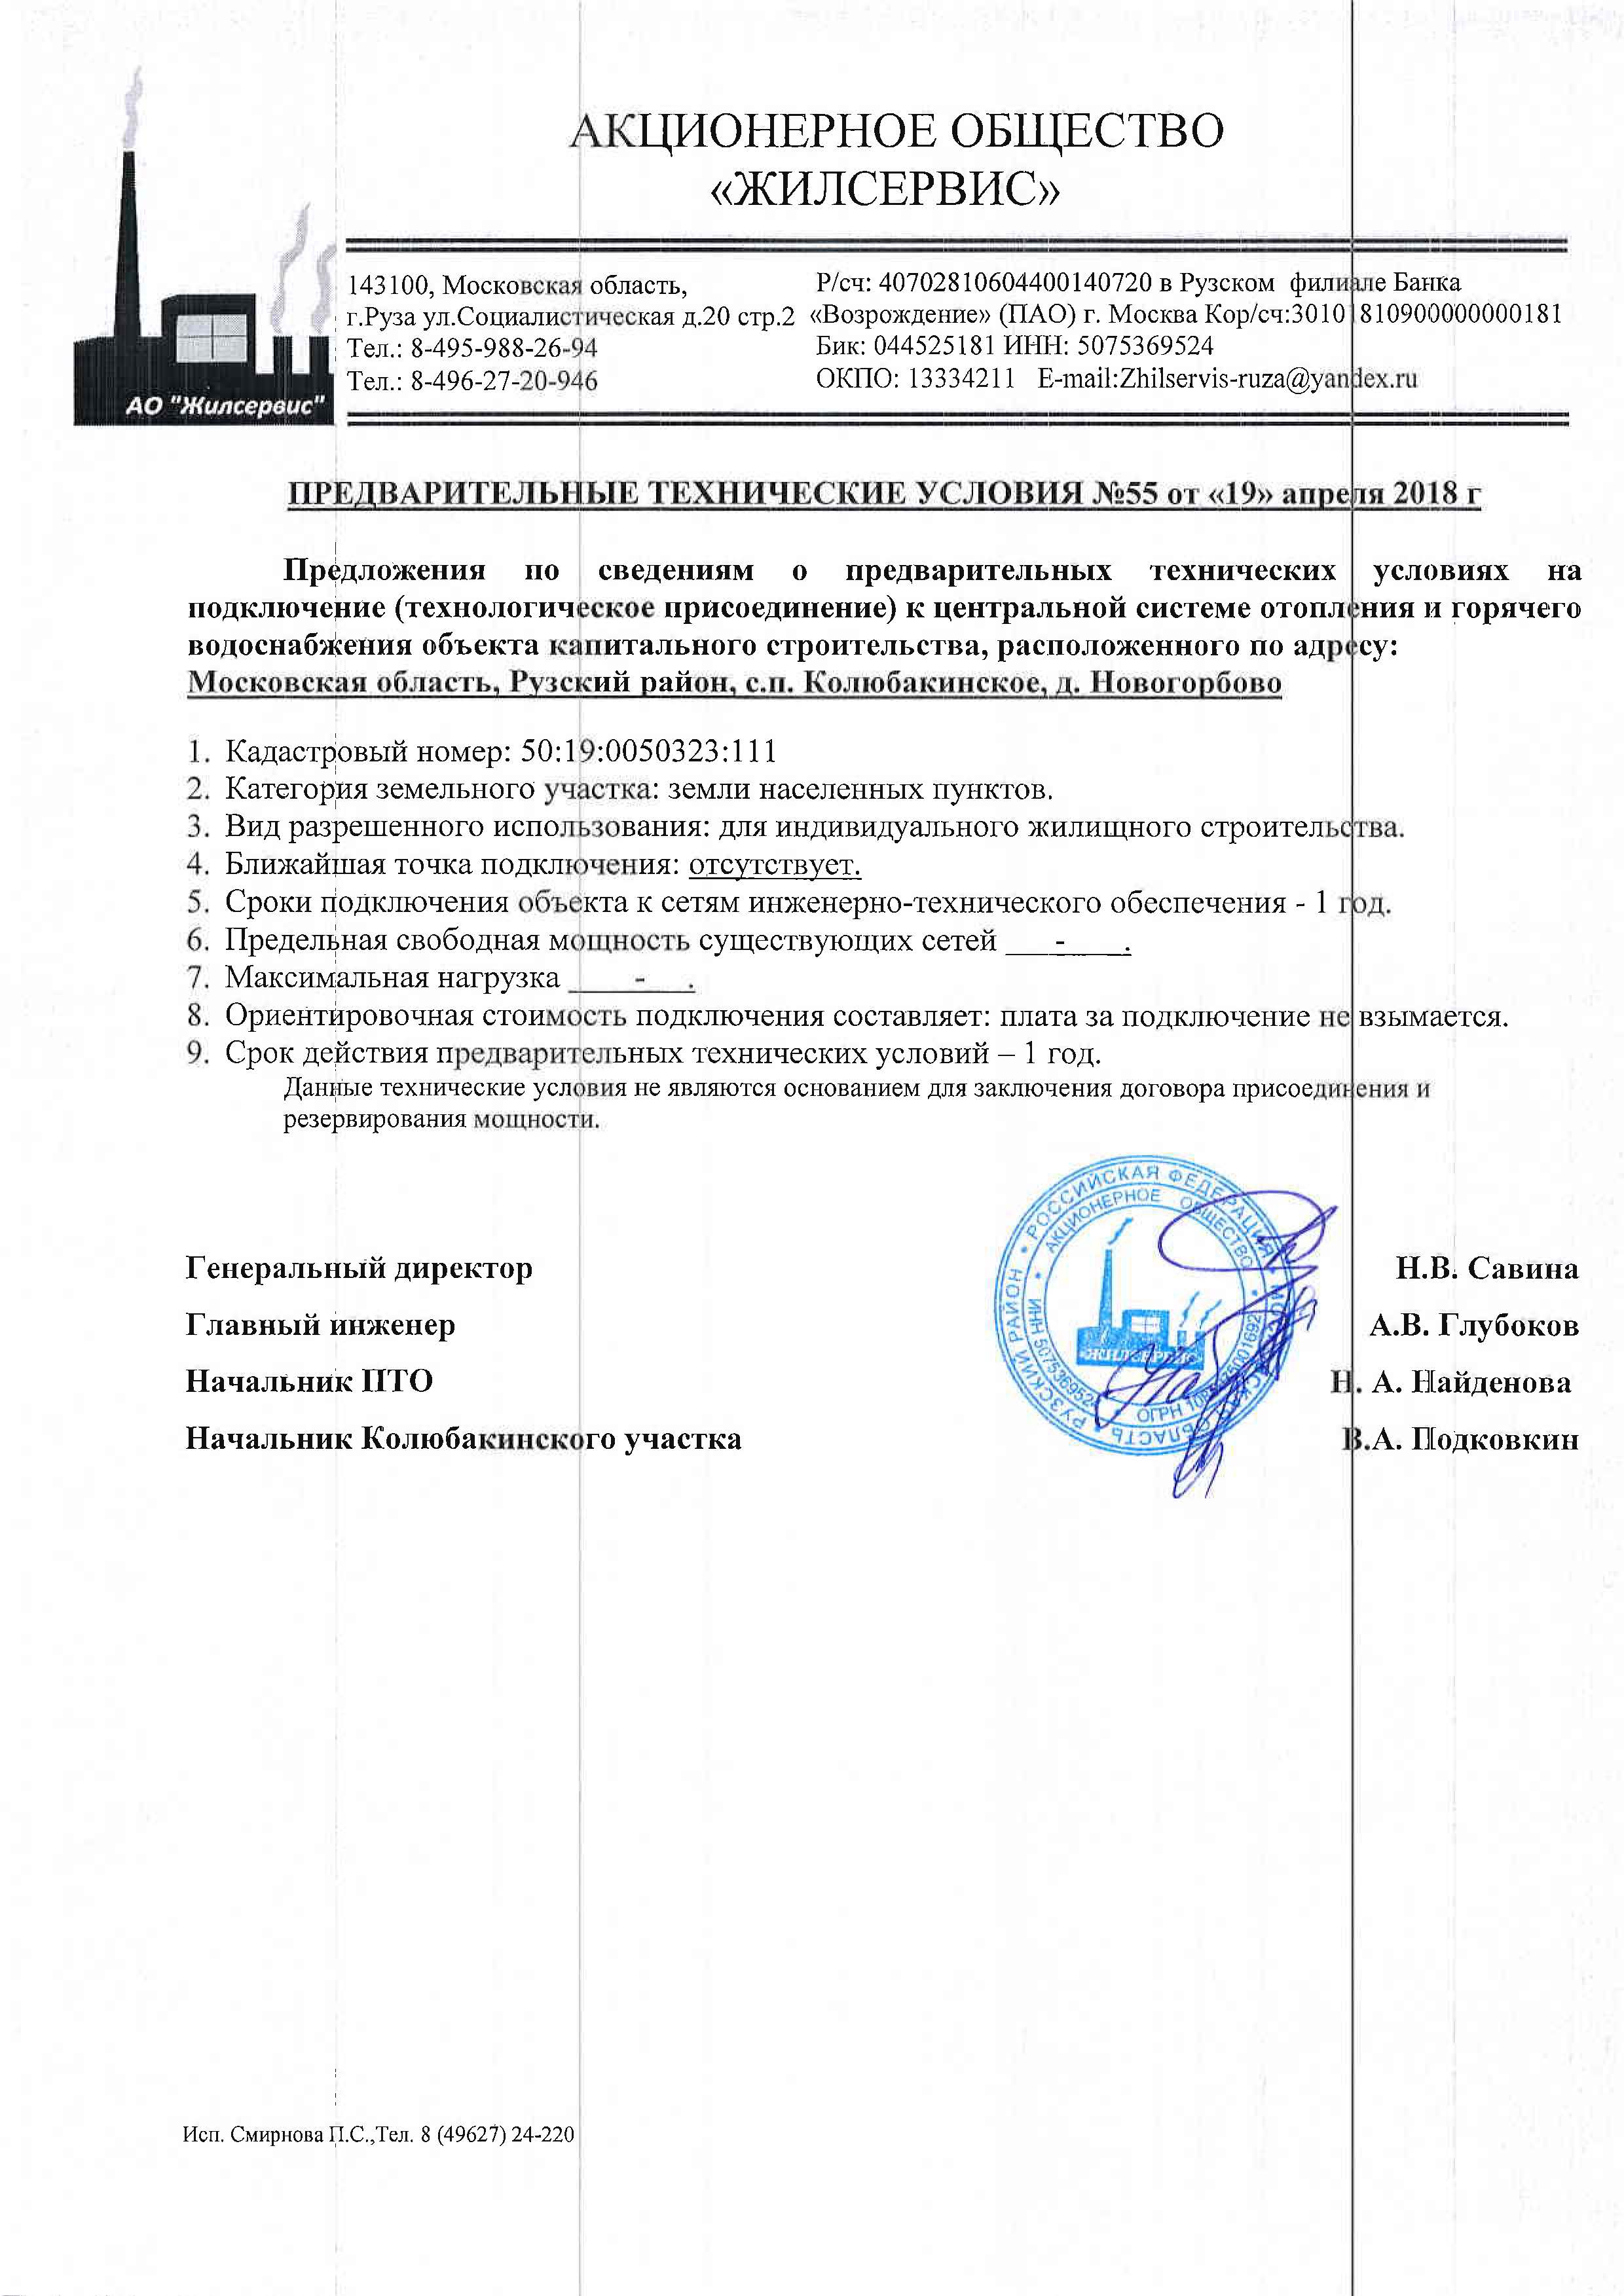 АКЦИОНЕРНОЕ ОБЩЕСТВО
«ЖИЛСЕРВИС»
АО "Жилсервис"
143100, Московская область,
г.Руза ул.Социалистическая д.20 стр.2
Тел.: 8-495-988-26-94
Тел.: 8-496-27-20-946
Р/сч: 40702810604400140720 в Рузском филиале Банка
«Возрождение» (ПАО) г. Москва Кор/сч:30101810900000000181
Бик: 044525181 ИНН: 5075369524
ОКПО: 13334211 E-mail:Zhilservis-ruza@yandex.ru
ПРЕДВАРИТЕЛЬНЫЕ ТЕХНИЧЕСКИЕ УСЛОВИЯ №55 от «19» апреля 2018 г
Предложения по сведениям о предварительных технических условиях на
подключение (технологическое присоединение) к центральной системе отопления и горячего
водоснабжения объекта капитального строительства, расположенного по адресу:
Московская область, Рузский район, с.п. Колюбакинское, д. Новогорбово
1. Кадастровый номер: 50:19:0050323:111
2. Категория земельного участка: земли населенных пунктов.
3. Вид разрешенного использования: для индивидуального жилищного строительства.
4. Ближайшая точка подключения: отсутствует.
5. Сроки подключения объекта к сетям инженерно-технического обеспечения - 1 год.
6. Предельная свободная мощность существующих сетей ___-____.
7. Максимальная нагрузка ____-___.
8. Ориентировочная стоимость подключения составляет: плата за подключение не взымается.
9. Срок действия предварительных технических условий – 1 год.
Данные технические условия не являются основанием для заключения договора присоединения и
резервирования мощности.
РОССИЙСКАЯ ФЕДЕРАЦИЯ
РУЗСКИЙ РАЙОН
АКЦИОНЕРНОЕ ОБЩЕСТВО
«ЖИЛСЕРВИС»
Генеральный директор Н.В. Савина
Главный инженер А.В. Глубоков
Начальник ПТО Н. А. Найденова
Начальник Колюбакинского участка В.А. Подковкин
Исп. Смирнова П.С.,Тел. 8 (49627) 24-220